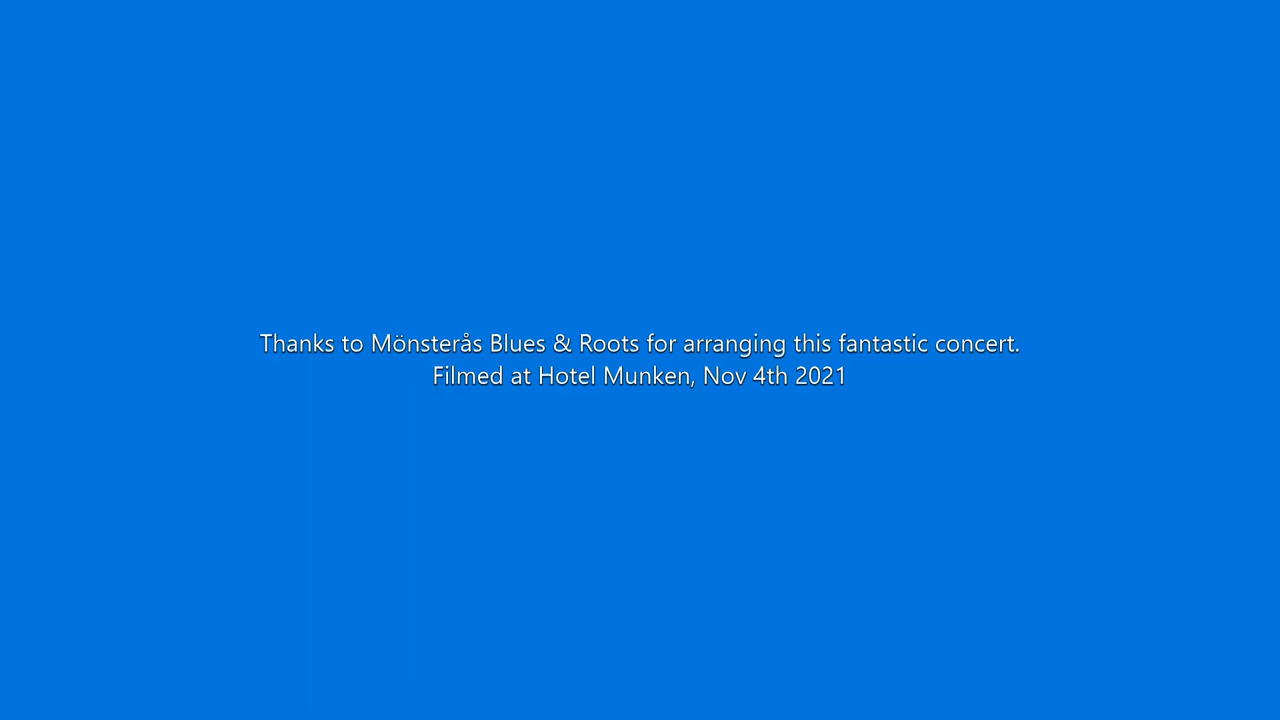 Thanks to Mönsterås Blues & Roots for arranging this fantastic concert.
Filmed at Hotel Munken, Nov 4th 2021